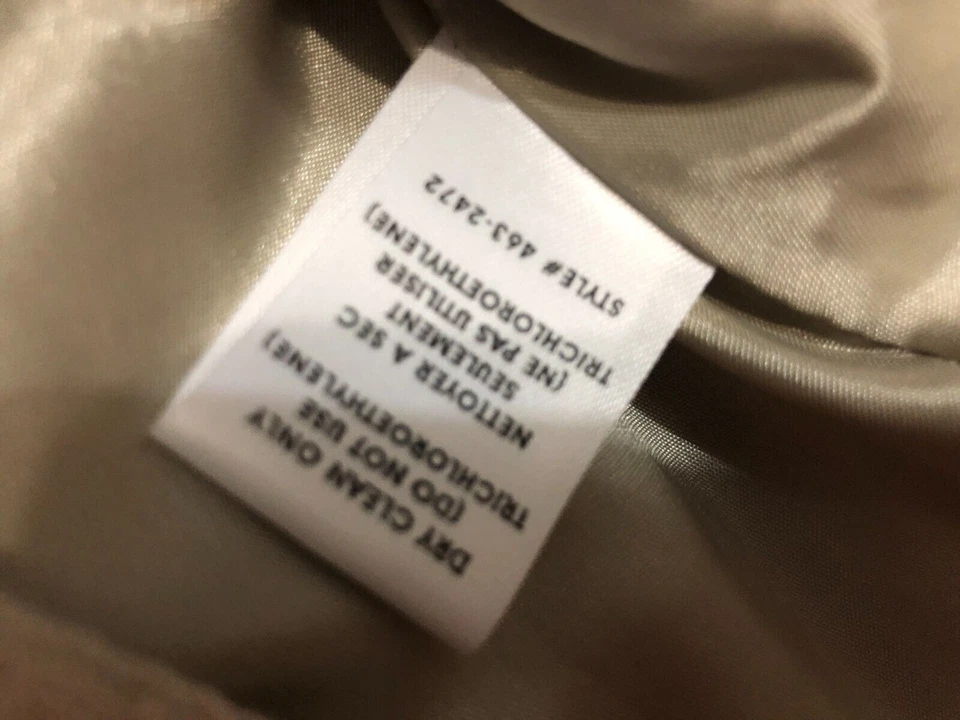 DRY CLEAN ONLY
(DO NOT USE
TRICHLOROETHYLENE)
NETTOYER A SEC
SEULEMENT
(NE PAS UTILISER
TRICHLOROETHYLENE)
STYLE# 463-2472